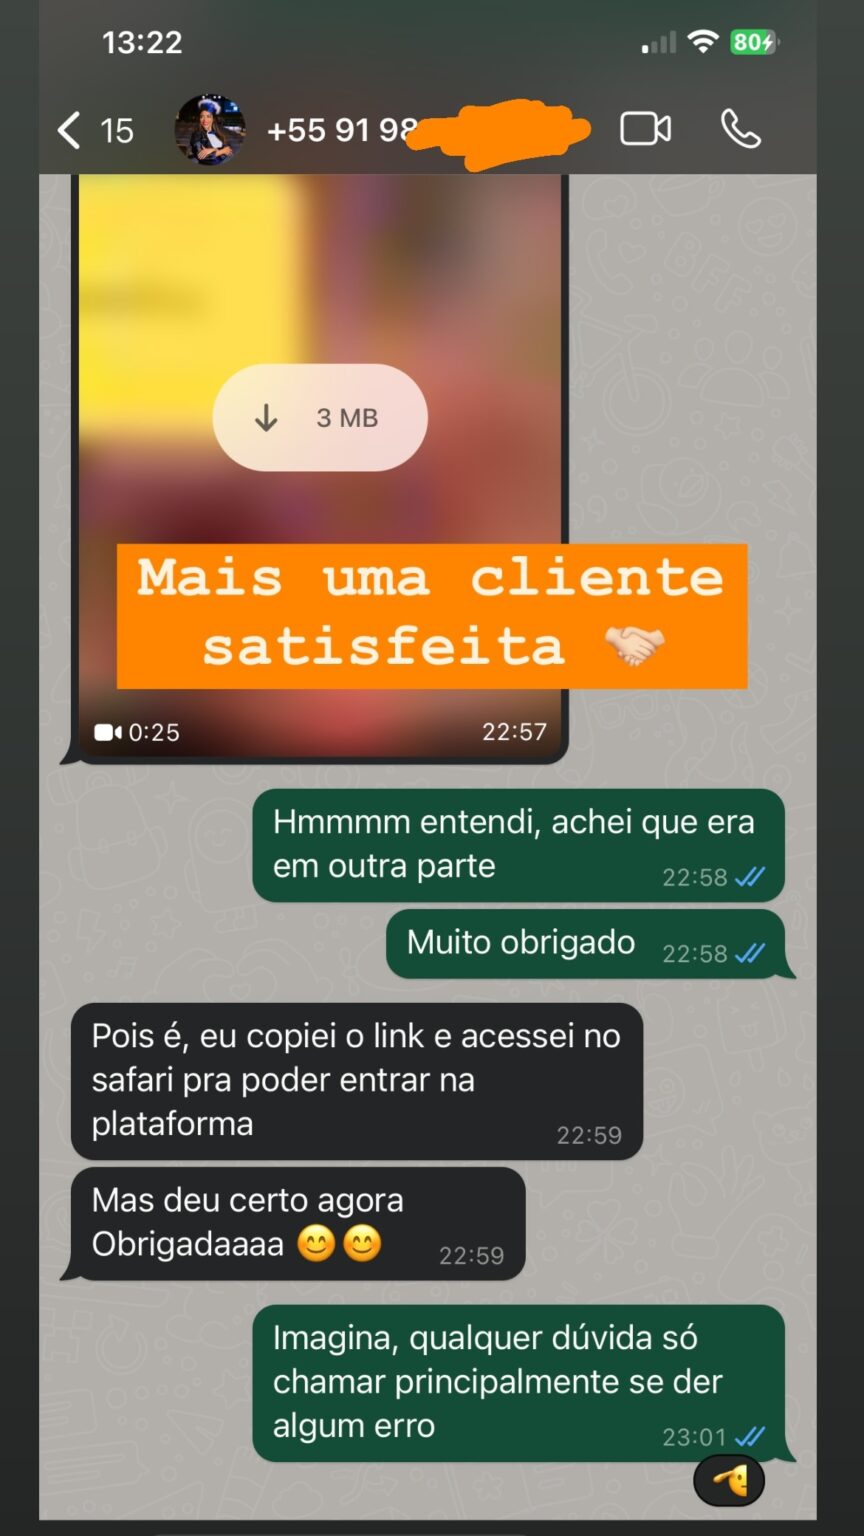 13:22
80
15
+55 91 98
3 MB
Mais uma cliente
satisfeita 🤝🏻
0:25
22:57
Hmmmm entendi, achei que era
em outra parte
22:58
Muito obrigado
22:58
Pois é, eu copiei o link e acessei no
safari pra poder entrar na
plataforma
22:59
Mas deu certo agora
Obrigadaaaa 😊😊
22:59
Imagina, qualquer dúvida só
chamar principalmente se der
algum erro
23:01